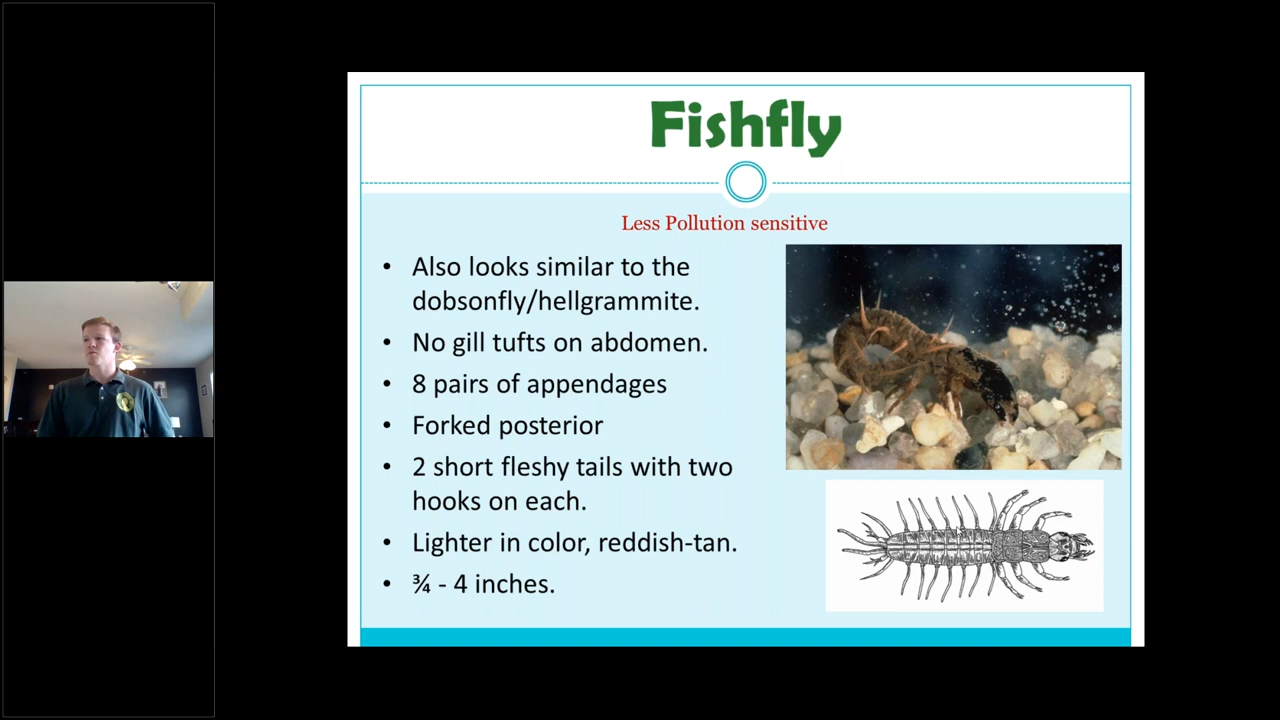 Fishfly
Less Pollution sensitive
• Also looks similar to the
dobsonfly/hellgrammite.
• No gill tufts on abdomen.
• 8 pairs of appendages
• Forked posterior
• 2 short fleshy tails with two
hooks on each.
• Lighter in color, reddish-tan.
• ¾ - 4 inches.